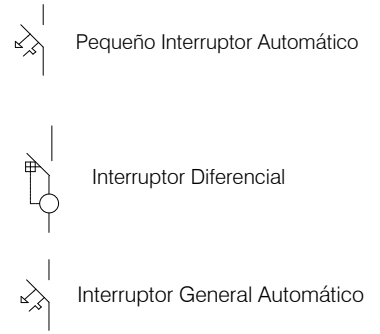 Pequeño Interruptor Automático
Interruptor Diferencial
Interruptor General Automático